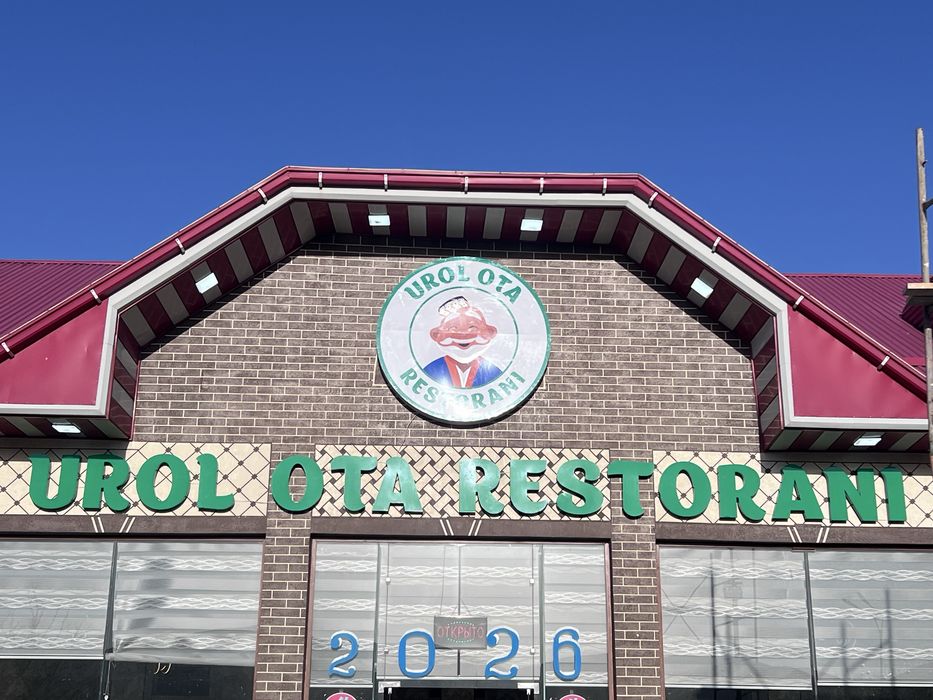 UROL OTA
RESTORANI
UROL OTA RESTORANI
ОТКРЫТО
2026